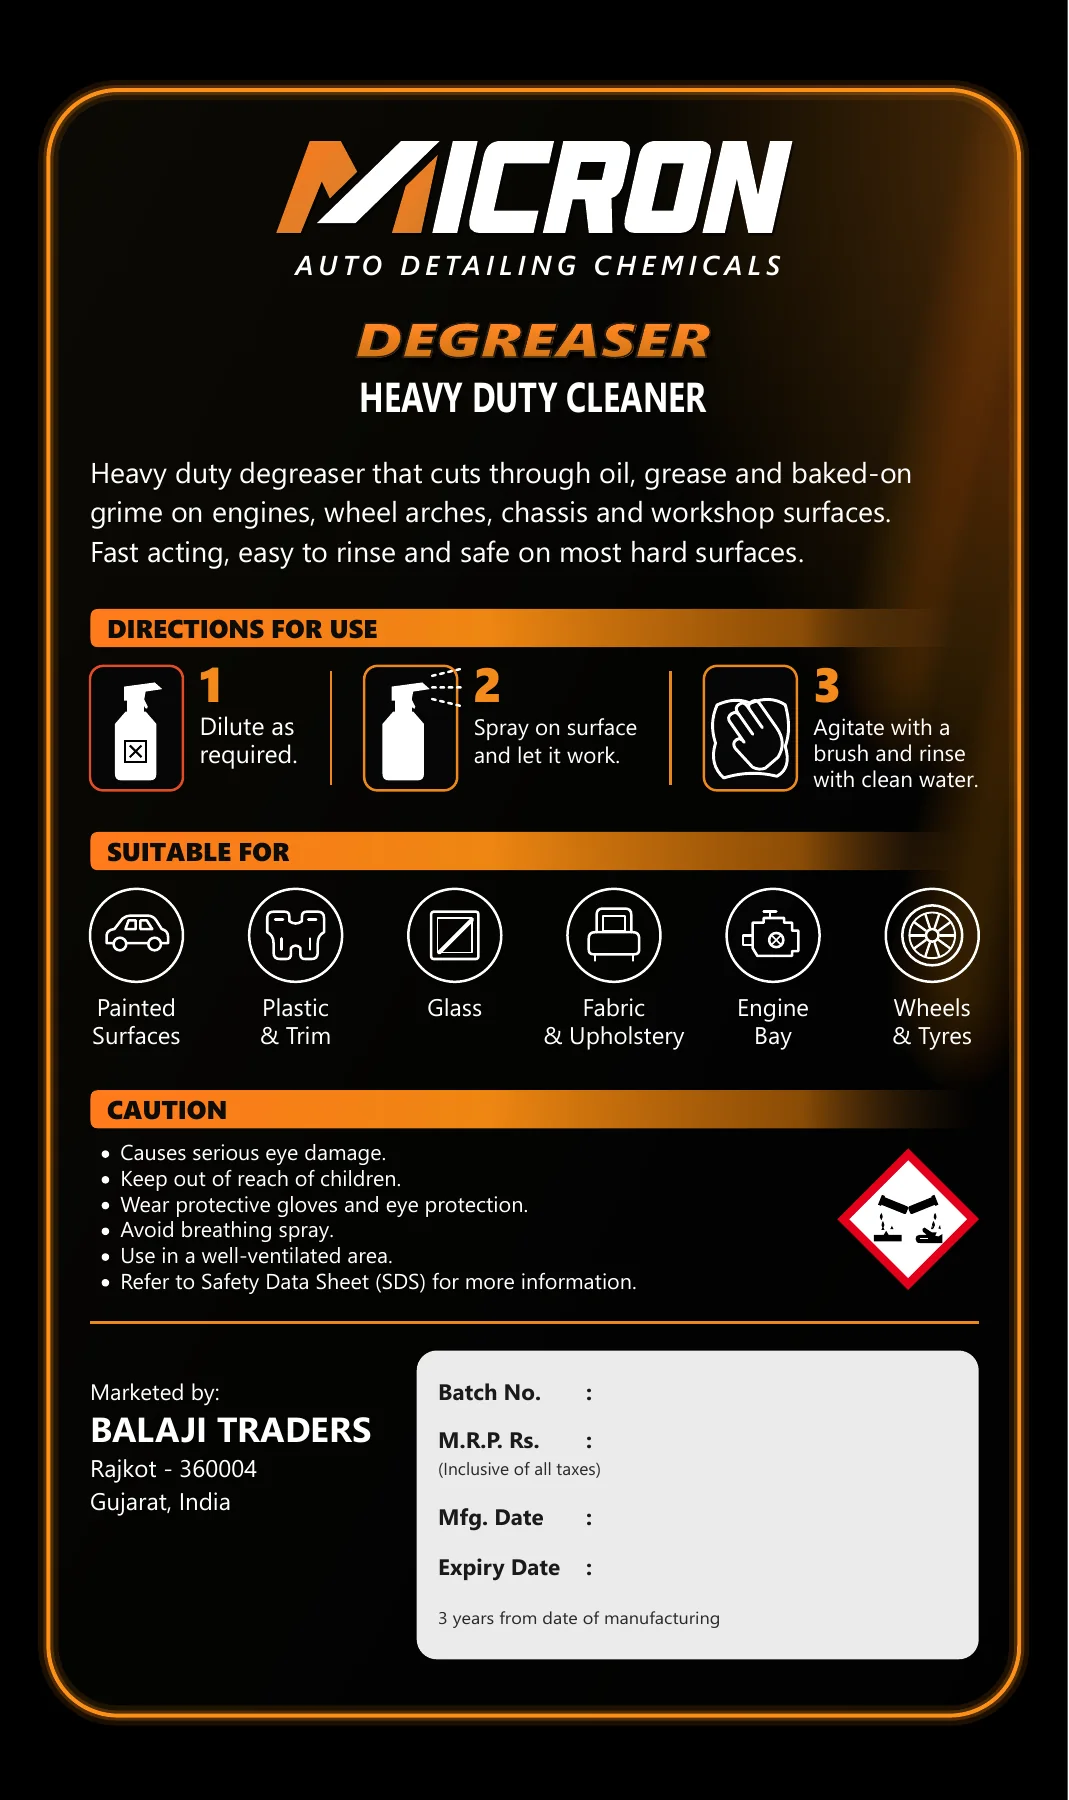 MICRON
AUTO DETAILING CHEMICALS
DEGREASER
HEAVY DUTY CLEANER
Heavy duty degreaser that cuts through oil, grease and baked-on
grime on engines, wheel arches, chassis and workshop surfaces.
Fast acting, easy to rinse and safe on most hard surfaces.
DIRECTIONS FOR USE
1
Dilute as
required.
2
Spray on surface
and let it work.
3
Agitate with a
brush and rinse
with clean water.
SUITABLE FOR
Painted
Surfaces
Plastic
& Trim
Glass
Fabric
& Upholstery
Engine
Bay
Wheels
& Tyres
CAUTION
• Causes serious eye damage.
• Keep out of reach of children.
• Wear protective gloves and eye protection.
• Avoid breathing spray.
• Use in a well-ventilated area.
• Refer to Safety Data Sheet (SDS) for more information.
Marketed by:
BALAJI TRADERS
Rajkot - 360004
Gujarat, India
Batch No. :
M.R.P. Rs. :
(Inclusive of all taxes)
Mfg. Date :
Expiry Date :
3 years from date of manufacturing